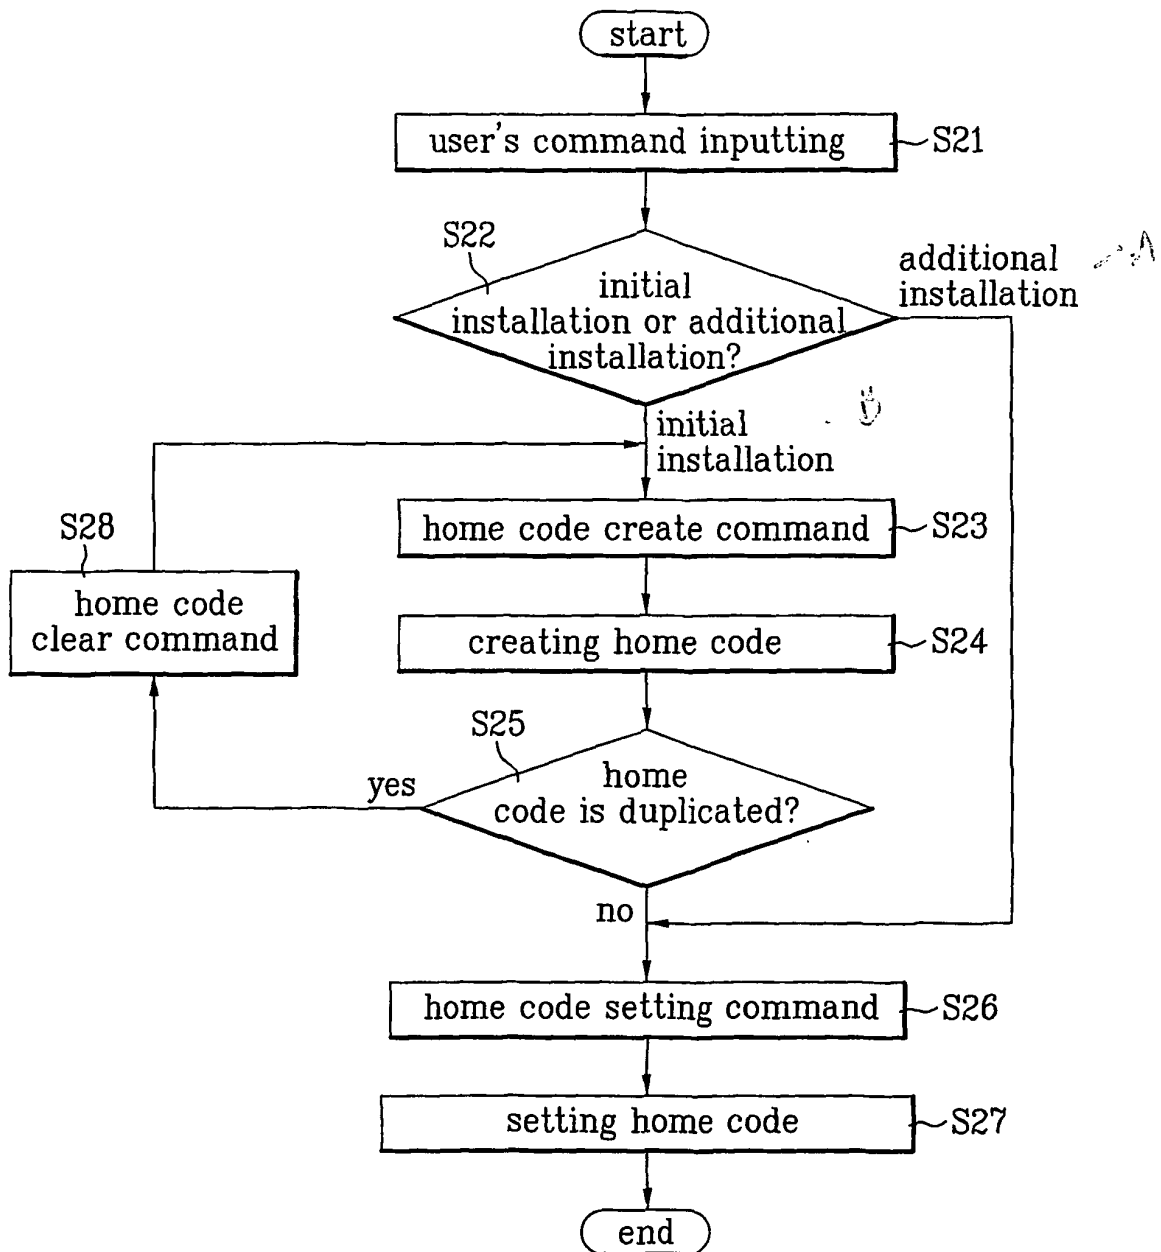 start
user's command inputting
S21
S22
initial
installation or additional
installation?
additional
installation
initial
installation
home code create command
S23
S28
home code
clear command
creating home code
S24
S25
home
code is duplicated?
yes
no
home code setting command
S26
setting home code
S27
end